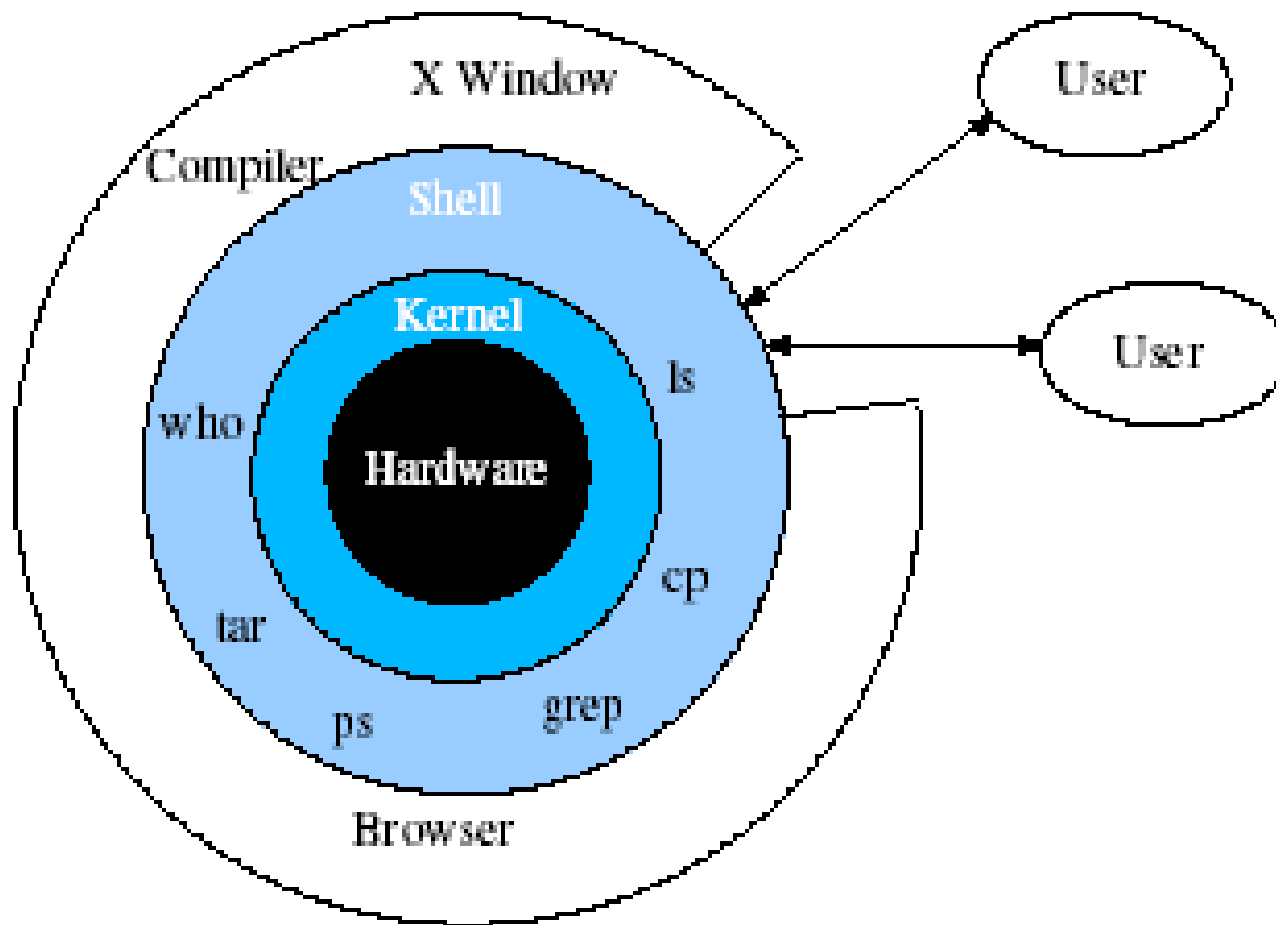 X Window
User
Compiler
Shell
Kernel
User
ls
who
Hardware
cp
tar
grep
ps
Browser